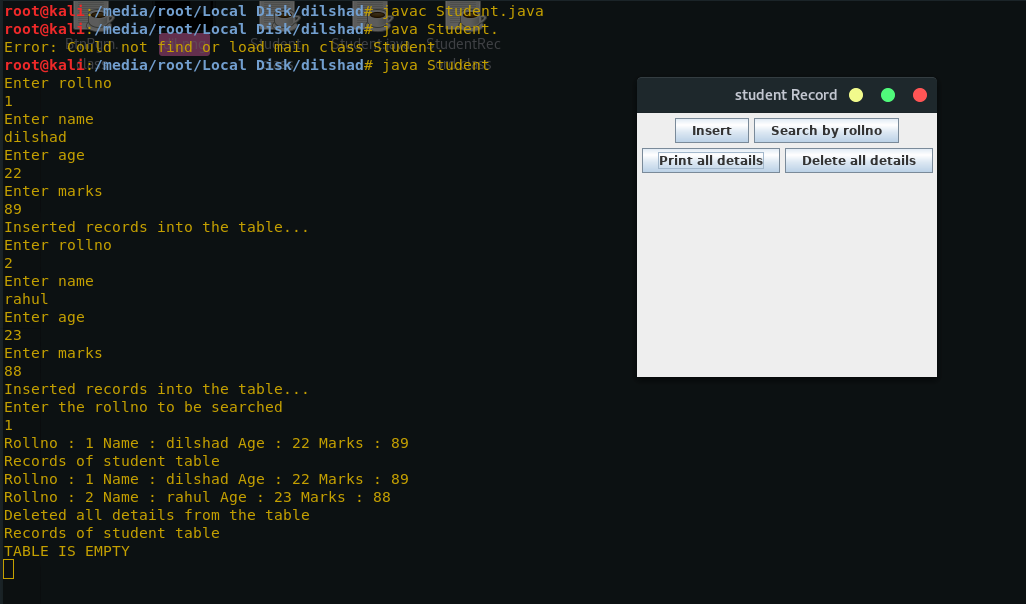 root@kali:/media/root/Local Disk/dilshad# javac Student.java
root@kali:/media/root/Local Disk/dilshad# java Student.
Error: Could not find or load main class Student.
root@kali:/media/root/Local Disk/dilshad# java Student
Enter rollno
1
Enter name
dilshad
Enter age
22
Enter marks
89
Inserted records into the table...
Enter rollno
2
Enter name
rahul
Enter age
23
Enter marks
88
Inserted records into the table...
Enter the rollno to be searched
1
Rollno : 1 Name : dilshad Age : 22 Marks : 89
Records of student table
Rollno : 1 Name : dilshad Age : 22 Marks : 89
Rollno : 2 Name : rahul Age : 23 Marks : 88
Deleted all details from the table
Records of student table
TABLE IS EMPTY
student Record
Insert
Search by rollno
Print all details
Delete all details